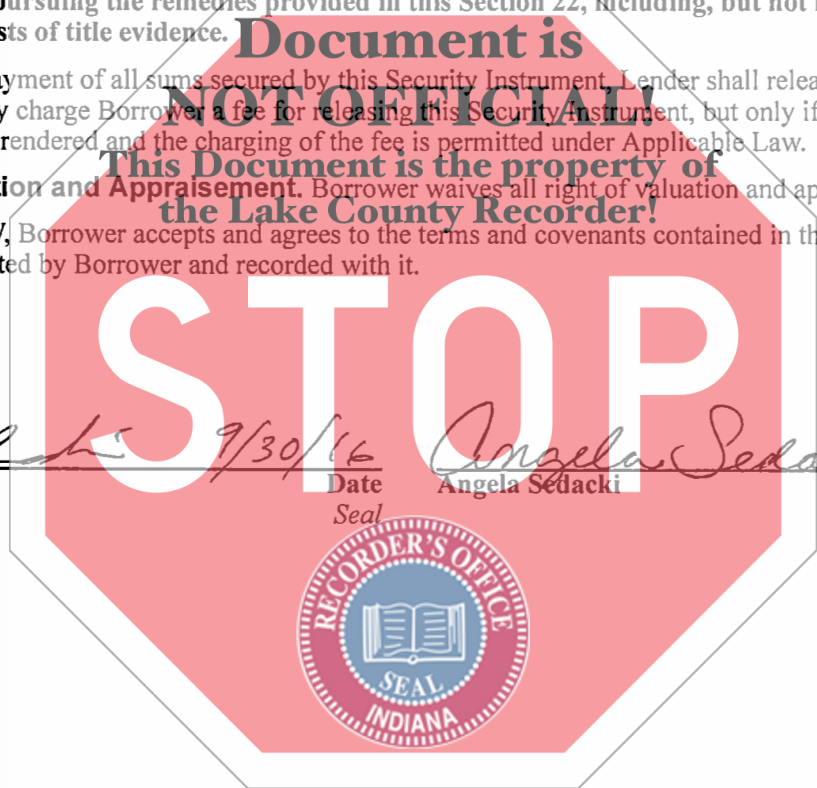 pursuing the remedies provided in this Section 22, including, but not
sts of title evidence.
Document is
yment of all sums secured by this Security Instrument, Lender shall relea
NOT OFFICIAL!
y charge Borrower a fee for releasing this Security Instrument, but only if
rendered and the charging of the fee is permitted under Applicable Law.
This Document is the property of
tion and Appraisement. Borrower waives all right of valuation and ap
the Lake County Recorder!
, Borrower accepts and agrees to the terms and covenants contained in th
ted by Borrower and recorded with it.
STOP
9/30/16 Angela Seda
Date Angela Sedacki
Seal
RECORDER'S OFFICE
SEAL
INDIANA